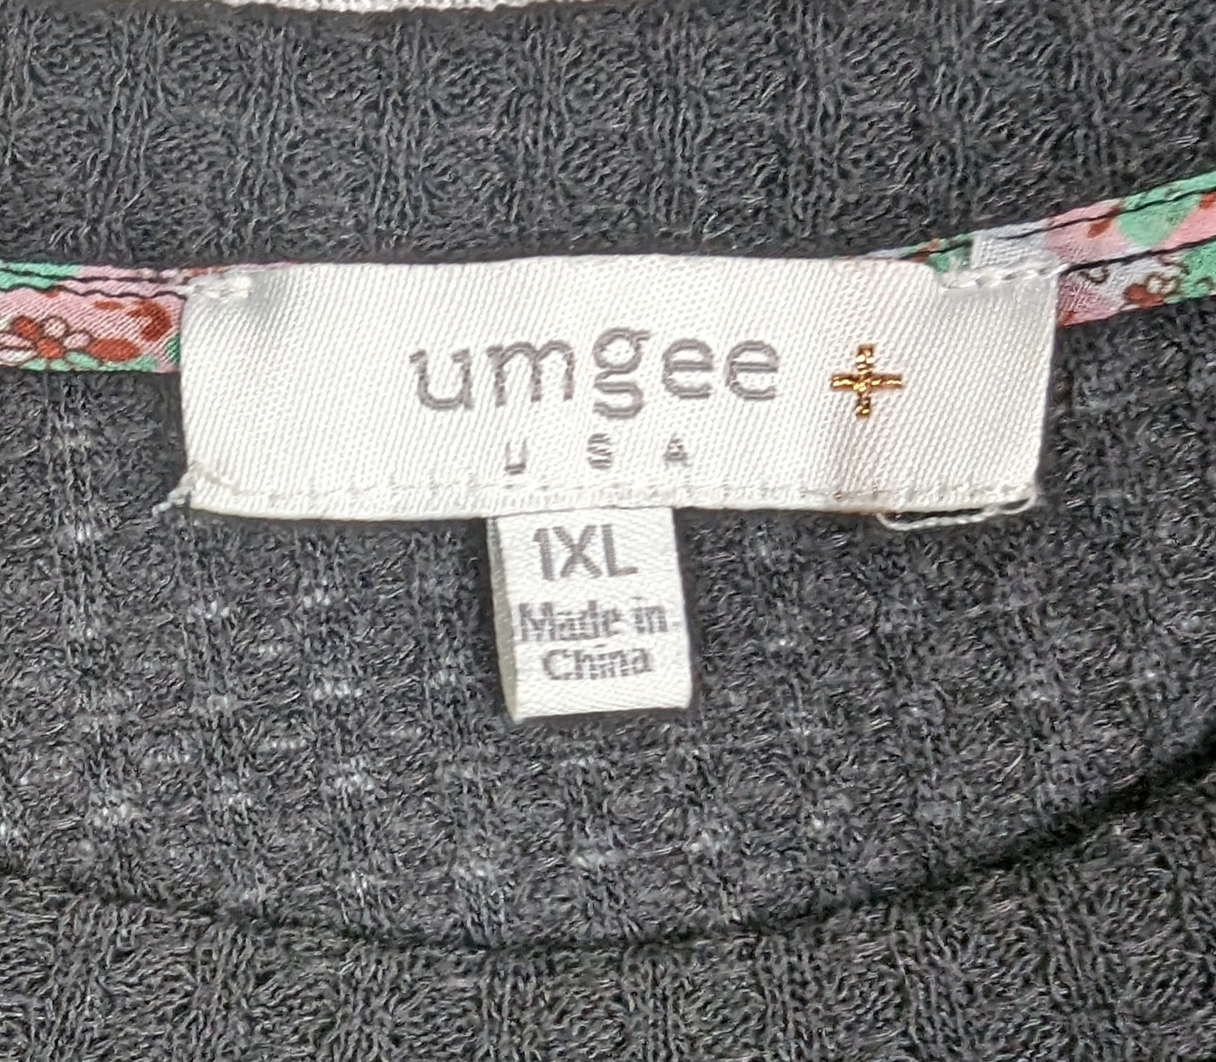 umgee +
USA
1XL
Made in
China